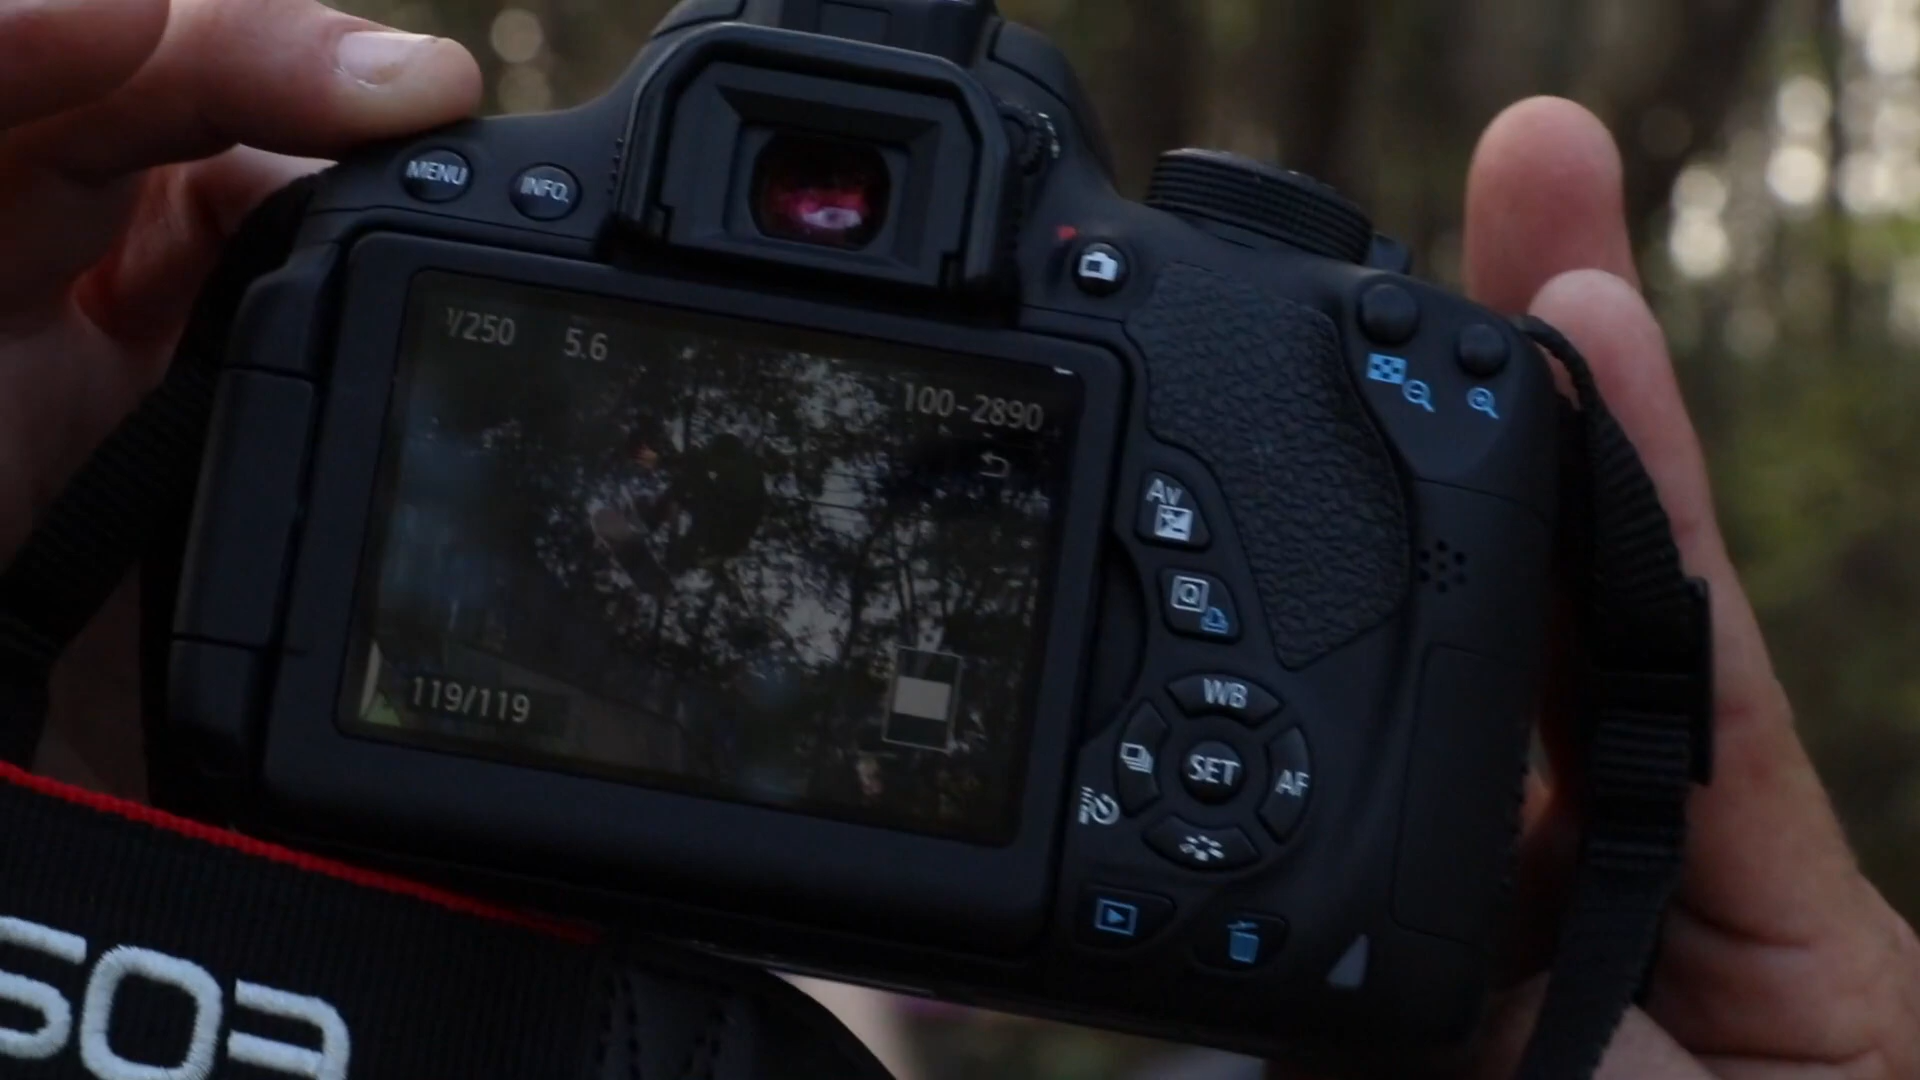 MENU
INFO.
1/250 5.6
100-2890
Av
Q
119/119
WB
SET
AF
EOS